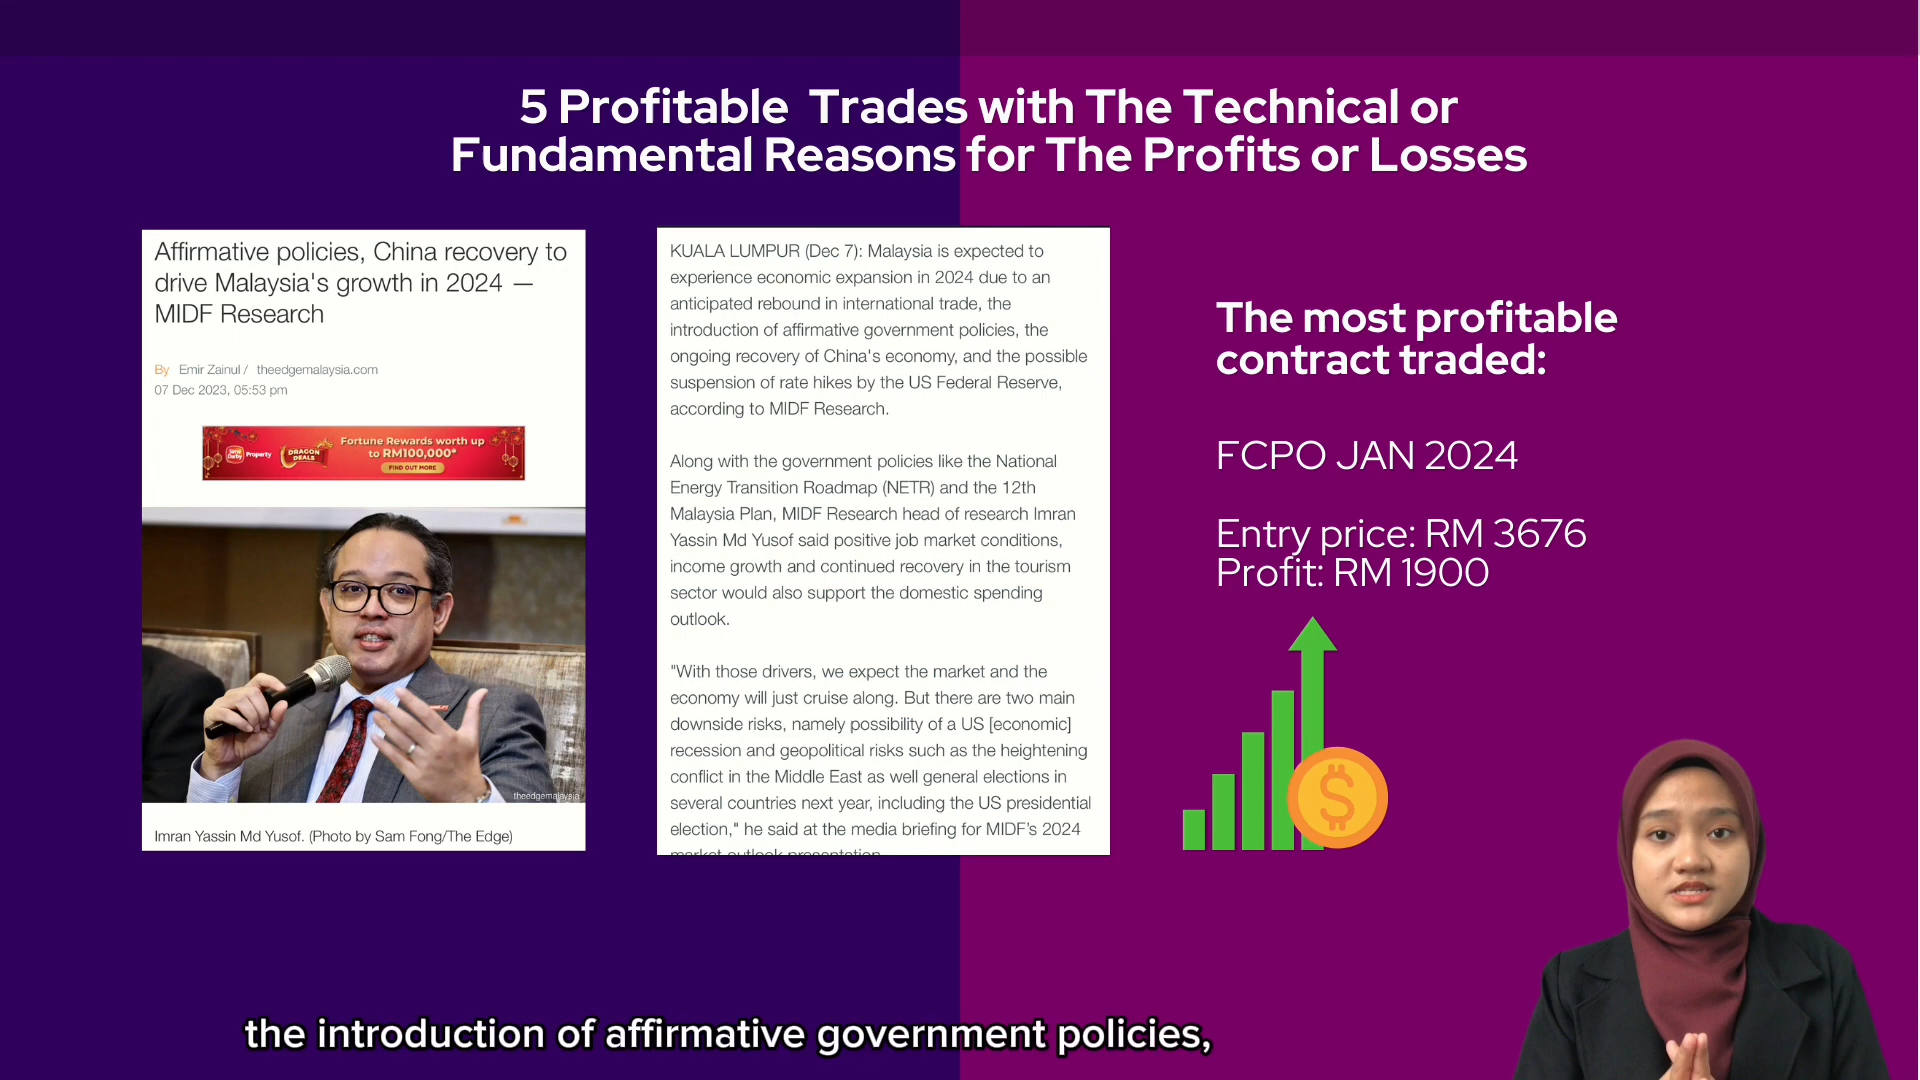 5 Profitable Trades with The Technical or
Fundamental Reasons for The Profits or Losses
Affirmative policies, China recovery to
drive Malaysia's growth in 2024 —
MIDF Research
By Emir Zainul / theedgemalaysia.com
07 Dec 2023, 05:53 pm
Sime Darby Property
DRAGON
DEALS
Fortune Rewards worth up
to RM100,000*
FIND OUT MORE
theedgemalaysia
Imran Yassin Md Yusof. (Photo by Sam Fong/The Edge)
KUALA LUMPUR (Dec 7): Malaysia is expected to
experience economic expansion in 2024 due to an
anticipated rebound in international trade, the
introduction of affirmative government policies, the
ongoing recovery of China's economy, and the possible
suspension of rate hikes by the US Federal Reserve,
according to MIDF Research.
Along with the government policies like the National
Energy Transition Roadmap (NETR) and the 12th
Malaysia Plan, MIDF Research head of research Imran
Yassin Md Yusof said positive job market conditions,
income growth and continued recovery in the tourism
sector would also support the domestic spending
outlook.
"With those drivers, we expect the market and the
economy will just cruise along. But there are two main
downside risks, namely possibility of a US [economic]
recession and geopolitical risks such as the heightening
conflict in the Middle East as well general elections in
several countries next year, including the US presidential
election," he said at the media briefing for MIDF's 2024
market outlook presentation.
The most profitable
contract traded:
FCPO JAN 2024
Entry price: RM 3676
Profit: RM 1900
$
the introduction of affirmative government policies,